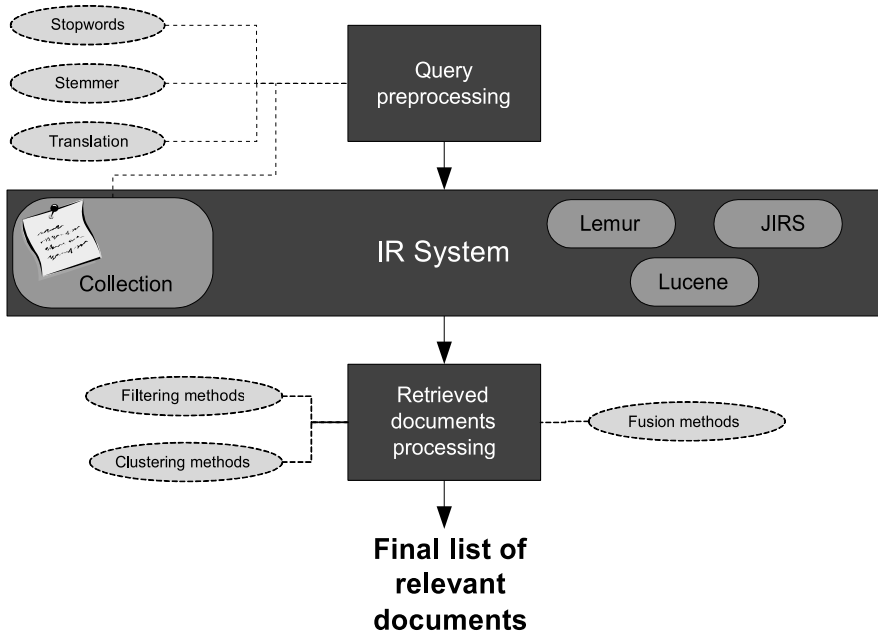 Stopwords
Stemmer
Translation
Query
preprocessing
Collection
IR System
Lemur
JIRS
Lucene
Filtering methods
Clustering methods
Retrieved
documents
processing
Fusion methods
Final list of
relevant
documents